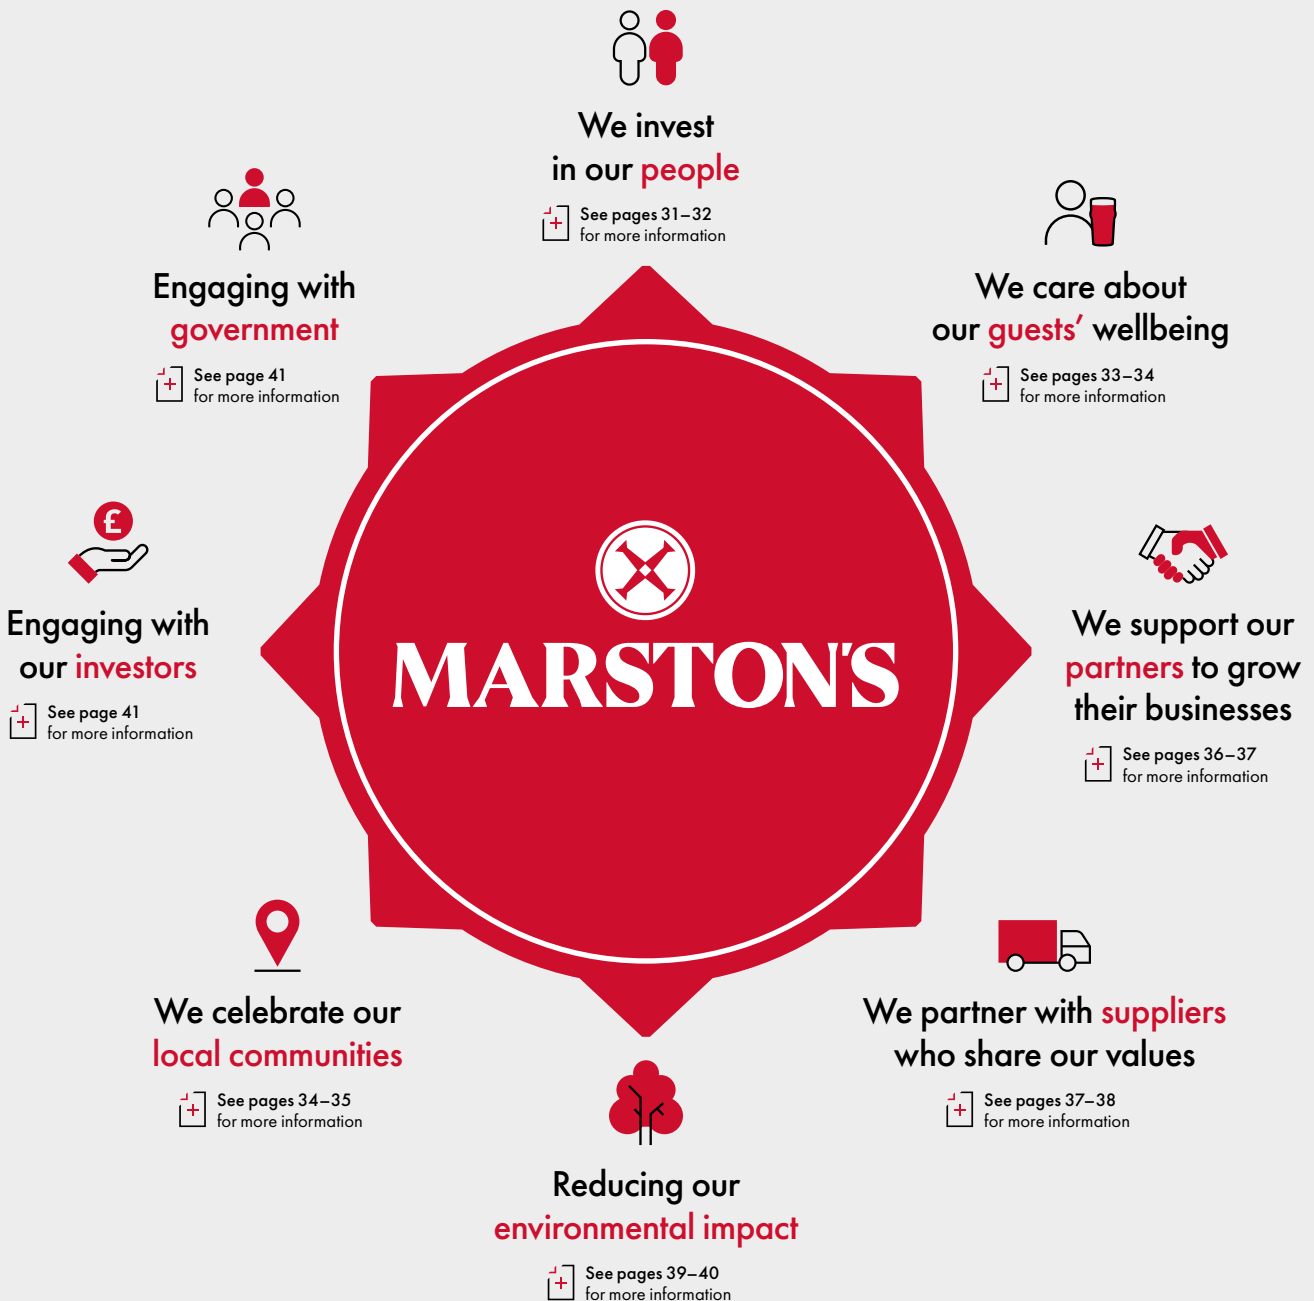 We invest
in our people
See pages 31–32
for more information
We care about
our guests’ wellbeing
See pages 33–34
for more information
We support our
partners to grow
their businesses
See pages 36–37
for more information
We partner with suppliers
who share our values
See pages 37–38
for more information
Reducing our
environmental impact
See pages 39–40
for more information
We celebrate our
local communities
See pages 34–35
for more information
Engaging with
our investors
See page 41
for more information
Engaging with
government
See page 41
for more information
£
MARSTON'S